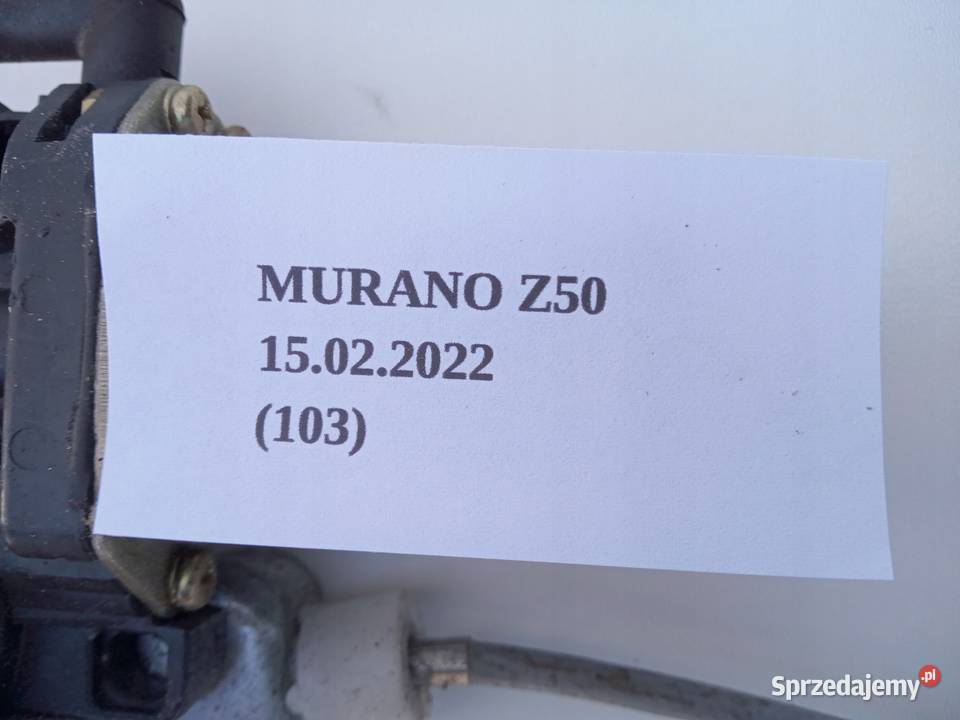 MURANO Z50
15.02.2022
(103)
Sprzedajemy.pl